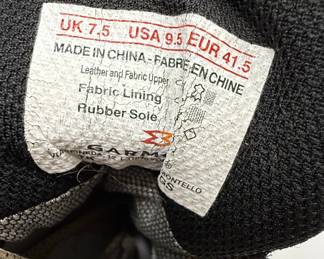 UK 7.5 USA 9.5 EUR 41.5
MADE IN CHINA - FABRE EN CHINE
Leather and Fabric Upper
Fabric Lining
Rubber Sole
GARM